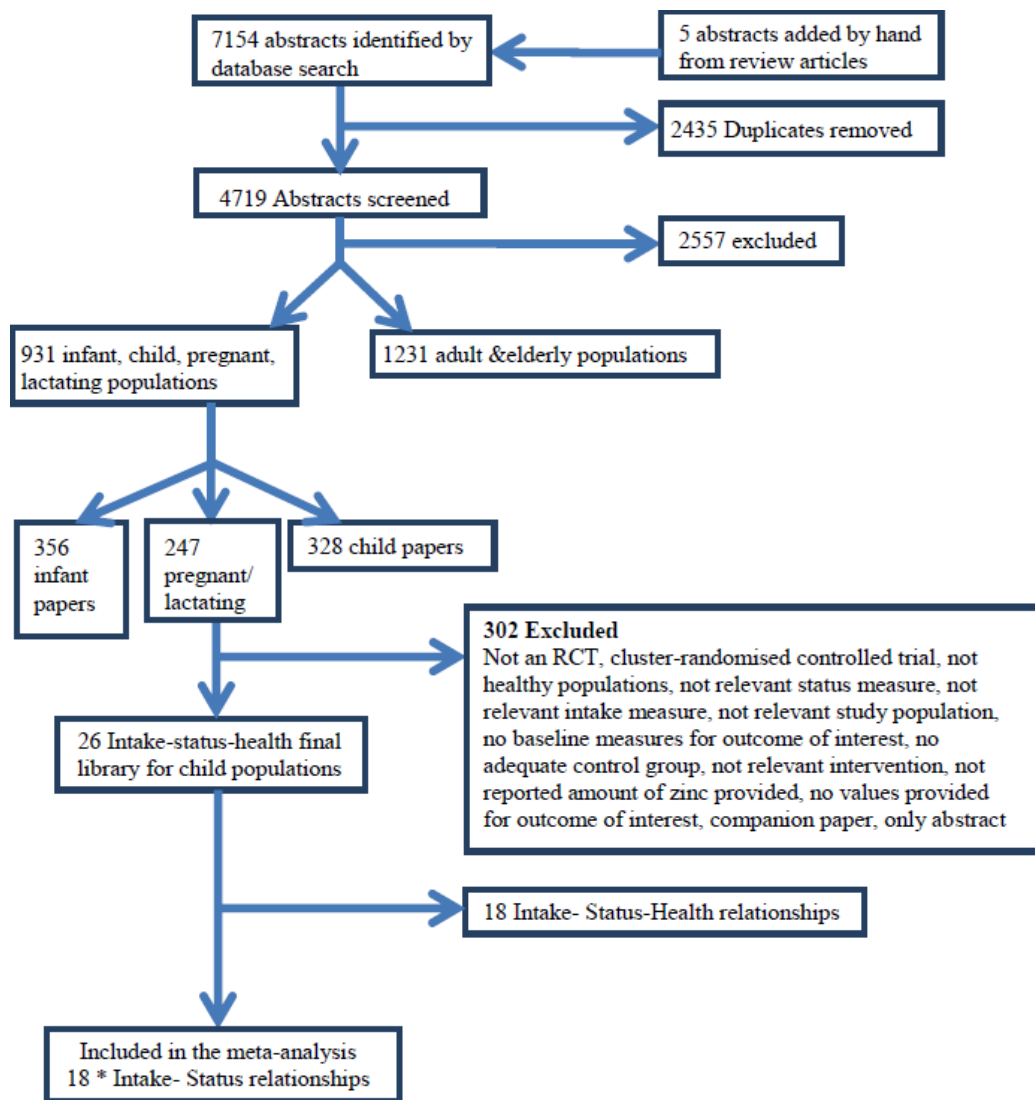 7154 abstracts identified by
database search
5 abstracts added by hand
from review articles
2435 Duplicates removed
4719 Abstracts screened
2557 excluded
931 infant, child, pregnant,
lactating populations
1231 adult &elderly populations
356
infant
papers
247
pregnant/
lactating
328 child papers
302 Excluded
Not an RCT, cluster-randomised controlled trial, not
healthy populations, not relevant status measure, not
relevant intake measure, not relevant study population,
no baseline measures for outcome of interest, no
adequate control group, not relevant intervention, not
reported amount of zinc provided, no values provided
for outcome of interest, companion paper, only abstract
26 Intake-status-health final
library for child populations
18 Intake- Status-Health relationships
Included in the meta-analysis
18 * Intake- Status relationships